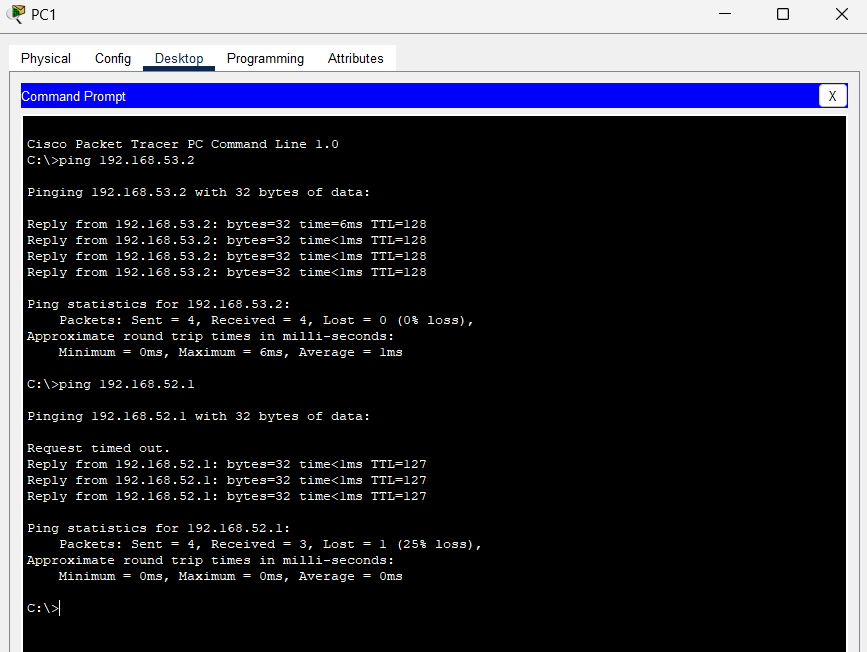 PC1
Physical Config Desktop Programming Attributes
Command Prompt X
Cisco Packet Tracer PC Command Line 1.0
C:\>ping 192.168.53.2
Pinging 192.168.53.2 with 32 bytes of data:
Reply from 192.168.53.2: bytes=32 time=6ms TTL=128
Reply from 192.168.53.2: bytes=32 time<1ms TTL=128
Reply from 192.168.53.2: bytes=32 time<1ms TTL=128
Reply from 192.168.53.2: bytes=32 time<1ms TTL=128
Ping statistics for 192.168.53.2:
    Packets: Sent = 4, Received = 4, Lost = 0 (0% loss),
Approximate round trip times in milli-seconds:
    Minimum = 0ms, Maximum = 6ms, Average = 1ms
C:\>ping 192.168.52.1
Pinging 192.168.52.1 with 32 bytes of data:
Request timed out.
Reply from 192.168.52.1: bytes=32 time<1ms TTL=127
Reply from 192.168.52.1: bytes=32 time<1ms TTL=127
Reply from 192.168.52.1: bytes=32 time<1ms TTL=127
Ping statistics for 192.168.52.1:
    Packets: Sent = 4, Received = 3, Lost = 1 (25% loss),
Approximate round trip times in milli-seconds:
    Minimum = 0ms, Maximum = 0ms, Average = 0ms
C:\>